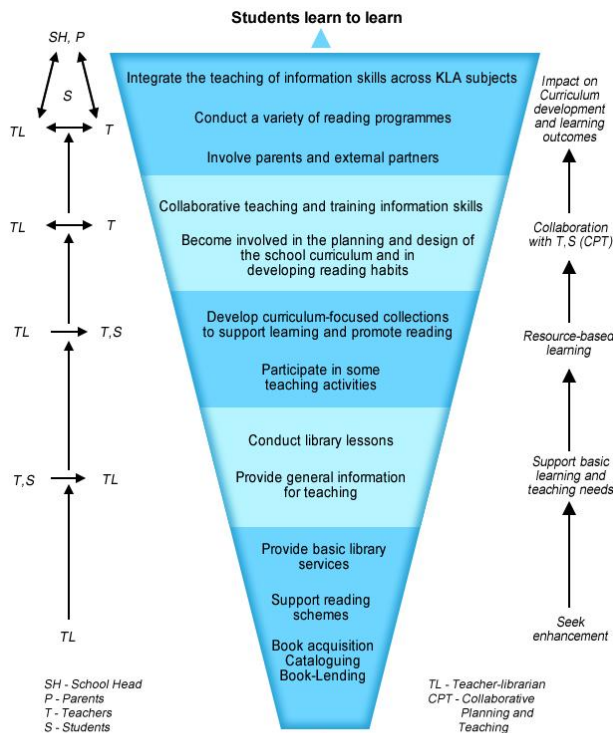 Students learn to learn
SH, P
S
TL
T
Integrate the teaching of information skills across KLA subjects
Conduct a variety of reading programmes
Involve parents and external partners
Impact on
Curriculum
development
and learning
outcomes
TL
T
Collaborative teaching and training information skills
Become involved in the planning and design of
the school curriculum and in
developing reading habits
Collaboration
with T,S (CPT)
TL
T,S
Develop curriculum-focused collections
to support learning and promote reading
Participate in some
teaching activities
Resource-based
learning
T,S
TL
Conduct library lessons
Provide general information
for teaching
Support basic
learning and
teaching needs
TL
Provide basic library
services
Support reading
schemes
Book acquisition
Cataloguing
Book-Lending
Seek
enhancement
SH - School Head
P - Parents
T - Teachers
S - Students
TL - Teacher-librarian
CPT - Collaborative
Planning and
Teaching